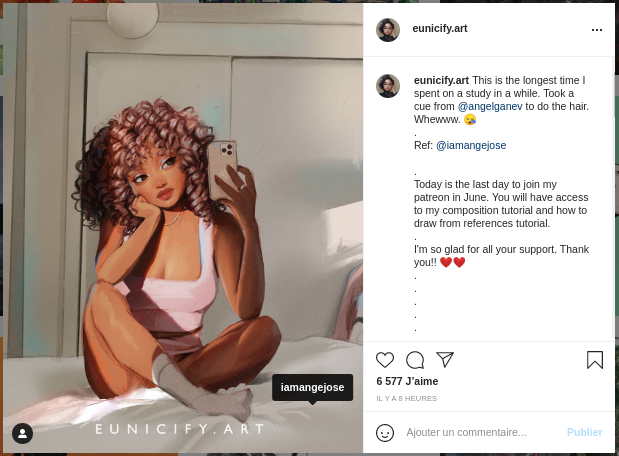 eunicify.art
eunicify.art This is the longest time I
spent on a study in a while. Took a
cue from @angelganev to do the hair.
Whewww. 😪
.
Ref: @iamangejose
.
Today is the last day to join my
patreon in June. You will have access
to my composition tutorial and how to
draw from references tutorial.
.
I'm so glad for all your support. Thank
you!! ❤️❤️
.
.
.
.
.
iamangejose
EUNICIFY.ART
6 577 J'aime
IL Y A 8 HEURES
Ajouter un commentaire...
Publier